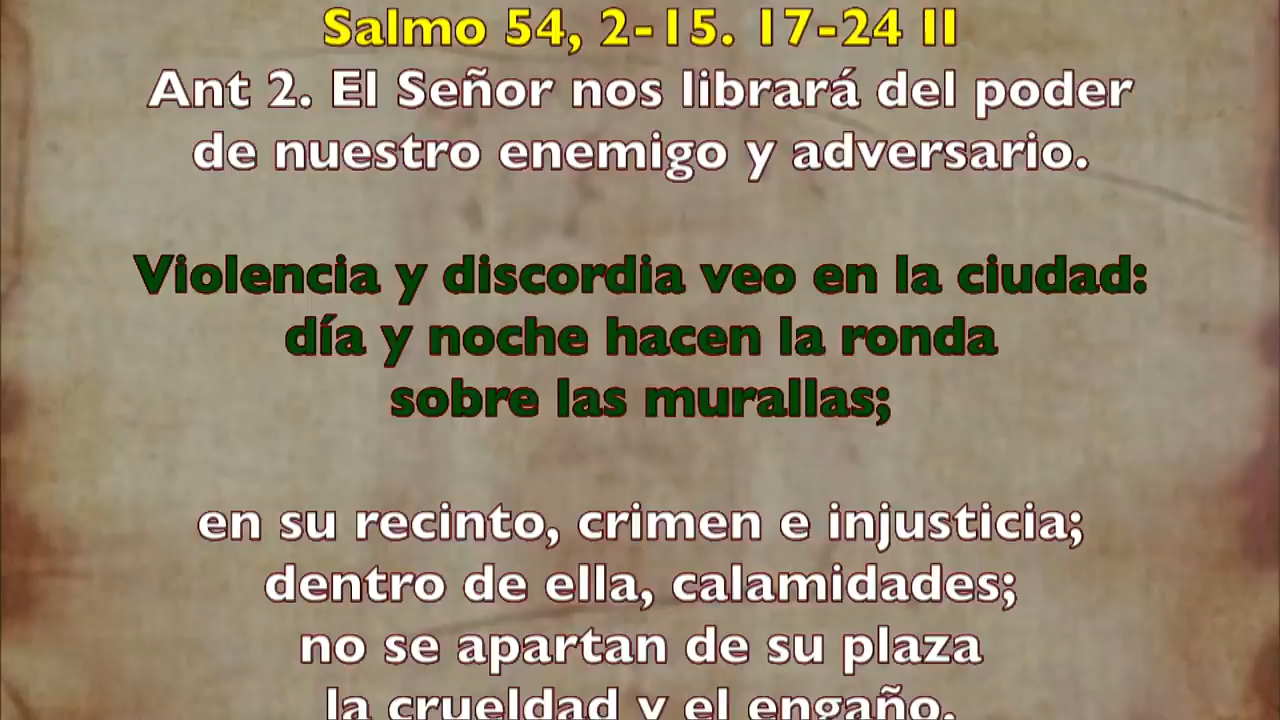 Salmo 54, 2-15. 17-24 II
Ant 2. El Señor nos librará del poder
de nuestro enemigo y adversario.
Violencia y discordia veo en la ciudad:
día y noche hacen la ronda
sobre las murallas;
en su recinto, crimen e injusticia;
dentro de ella, calamidades;
no se apartan de su plaza
la crueldad y el engaño.